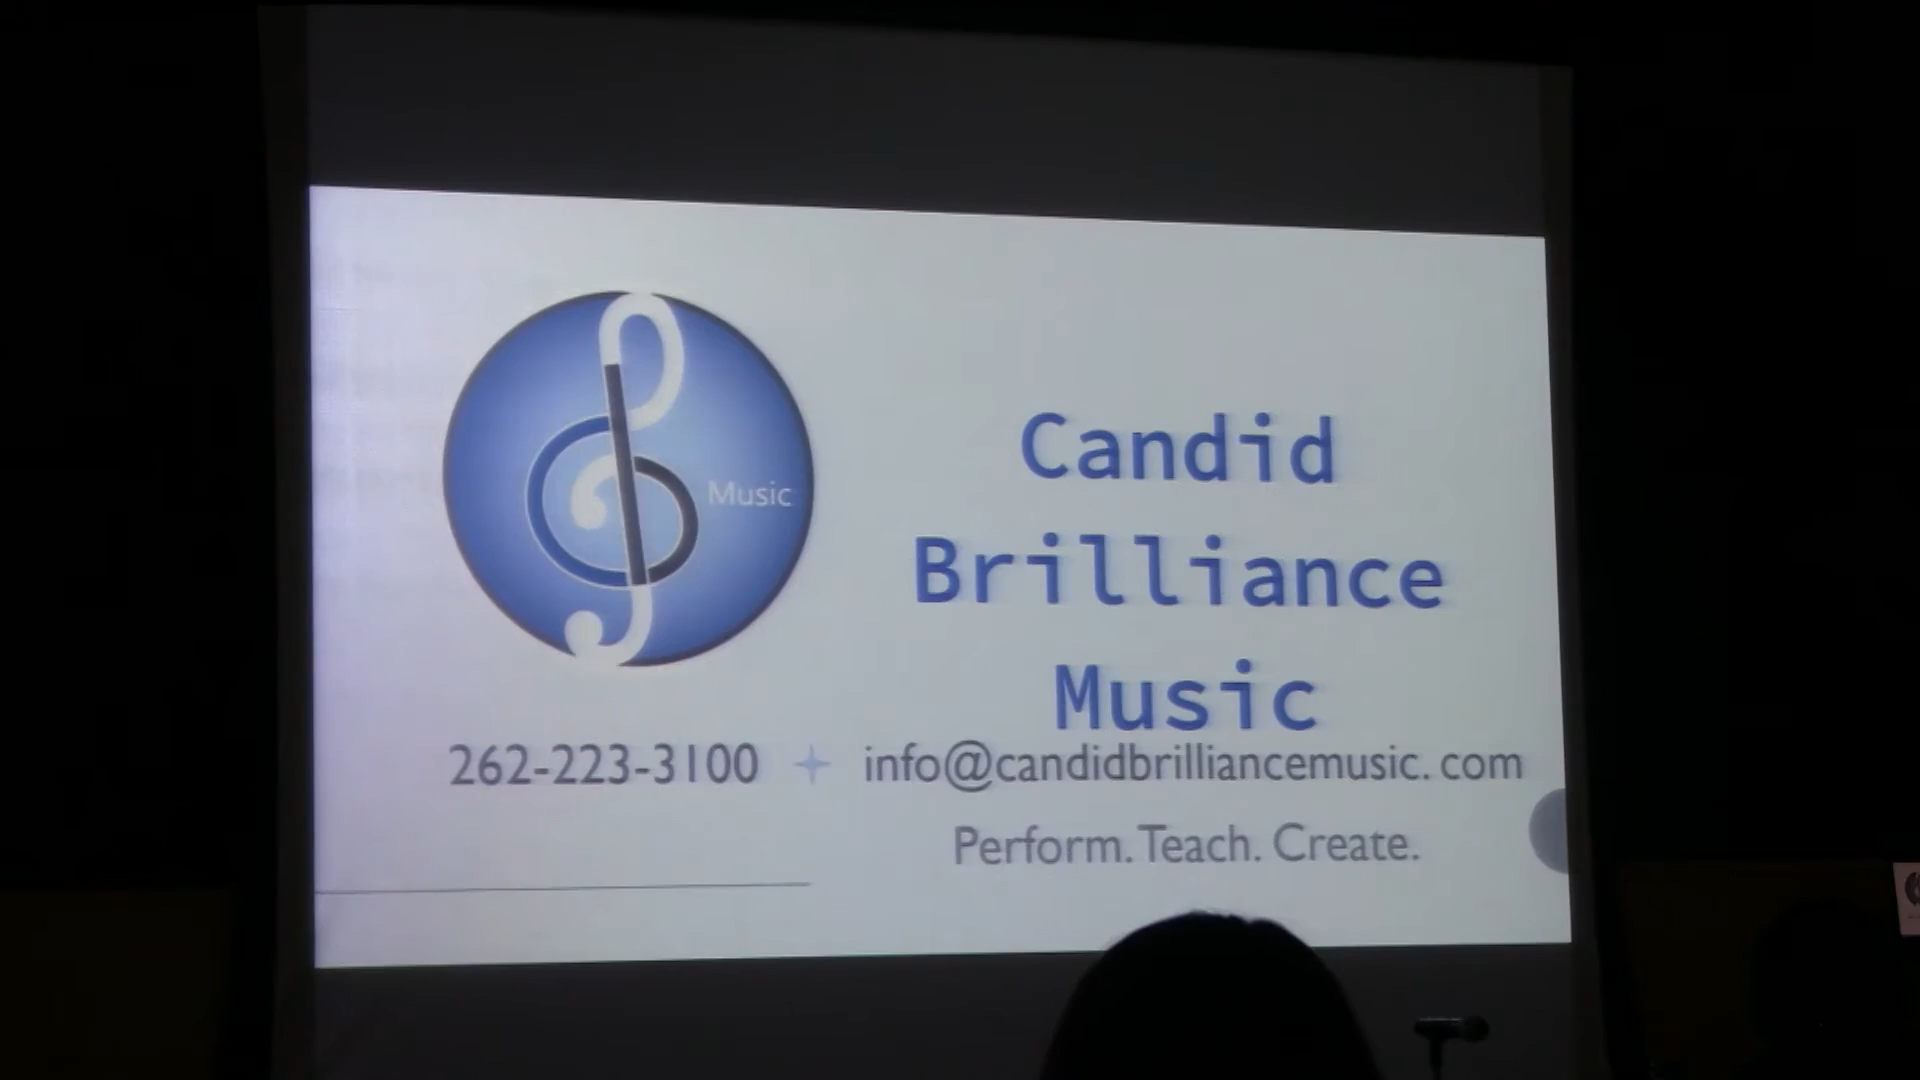 Music
Candid
Brilliance
Music
262-223-3100 + info@candidbrilliancemusic. com
Perform. Teach. Create.